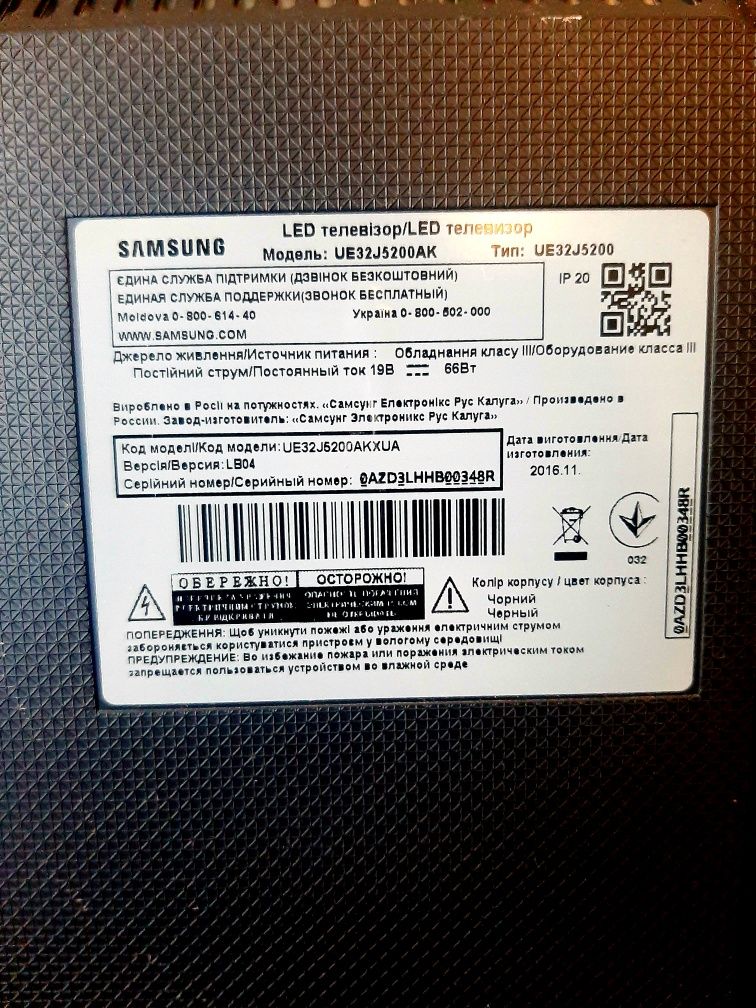 SAMSUNG
LED телевізор/LED телевизор
Модель: UE32J5200AK Тип: UE32J5200
ЄДИНА СЛУЖБА ПІДТРИМКИ (ДЗВІНОК БЕЗКОШТОВНИЙ)
ЕДИНАЯ СЛУЖБА ПОДДЕРЖКИ(ЗВОНОК БЕСПЛАТНЫЙ)
Moldova 0-800-614-40 Україна 0-800-502-000
WWW.SAMSUNG.COM
IP 20
Джерело живлення/Источник питания : Обладнання класу III/Оборудование класса III
Постійний струм/Постоянный ток 19В 66Вт
Вироблено в Росії на потужностях. «Самсунг Електронікс Рус Калуга» / Произведено в
России. Завод-изготовитель: «Самсунг Электроникс Рус Калуга»
Код моделі/Код модели: UE32J5200AKXUA
Версія/Версия: LB04
Серійний номер/Серийный номер: 0AZD3LHHB00348R
Дата виготовлення/Дата
изготовления:
2016.11.
032
0AZD3LHHB00348R
ОБЕРЕЖНО!
ОСТОРОЖНО!
Колір корпусу / цвет корпуса :
Чорний
Черный
ПОПОРЕДЖЕННЯ: Щоб уникнути пожежі або ураження електричним струмом
забороняється користуватися пристроєм у вологому середовищі
ПРЕДУПРЕЖДЕНИЕ: Во избежание пожара или поражения электрическим током
запрещается пользоваться устройством во влажной среде